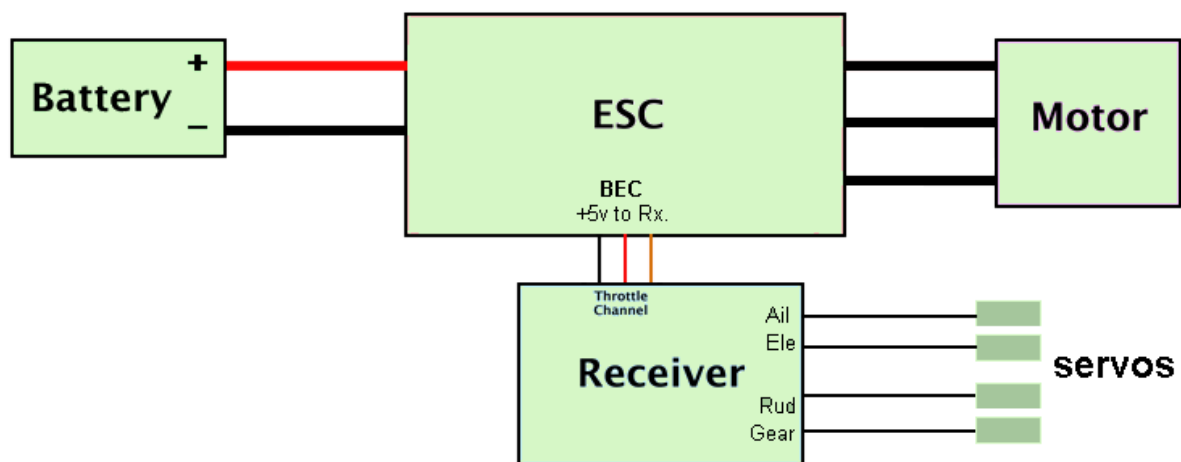 +
Battery
−
ESC
Motor
BEC
+5v to Rx.
Throttle
Channel
Receiver
Ail
Ele
Rud
Gear
servos